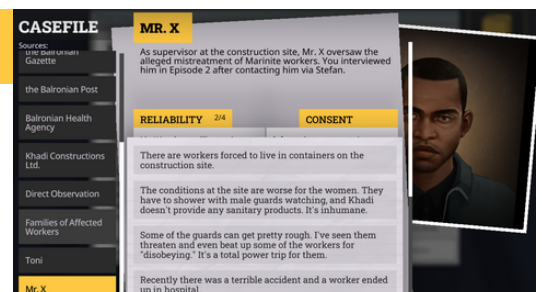 CASEFILE
Sources:
the Balronian
Gazette
the Balronian Post
Balronian Health
Agency
Khadi Constructions
Ltd.
Direct Observation
Families of Affected
Workers
Toni
Mr. X
MR. X
As supervisor at the construction site, Mr. X oversaw the
alleged mistreatment of Marinite workers. You interviewed
him in Episode 2 after contacting him via Stefan.
RELIABILITY 2/4
CONSENT
There are workers forced to live in containers on the
construction site.
The conditions at the site are worse for the women. They
have to shower with male guards watching, and Khadi
doesn't provide any sanitary products. It's inhumane.
Some of the guards can get pretty rough. I've seen them
threaten and even beat up some of the workers for
"disobeying." It's a total power trip for them.
Recently there was a terrible accident and a worker ended
up in hospital.